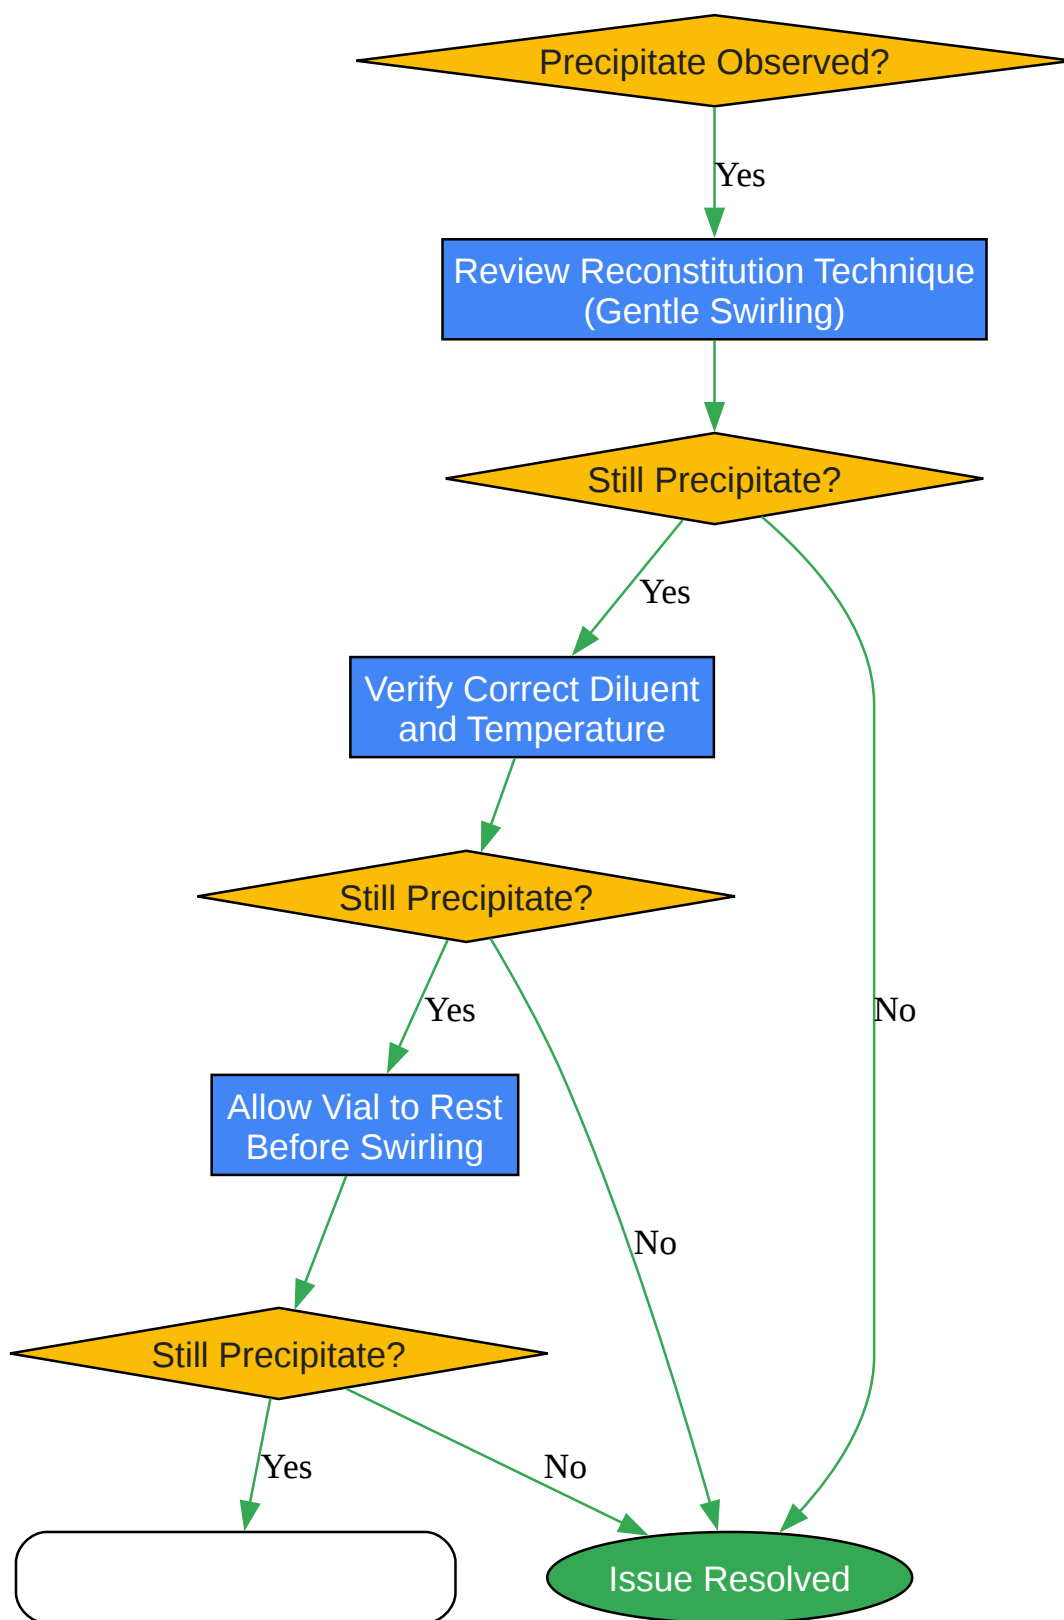 Precipitate Observed?
Yes
Review Reconstitution Technique
(Gentle Swirling)
Still Precipitate?
Yes
Verify Correct Diluent
and Temperature
Still Precipitate?
Yes
No
Allow Vial to Rest
Before Swirling
No
Still Precipitate?
Yes
No
Issue Resolved